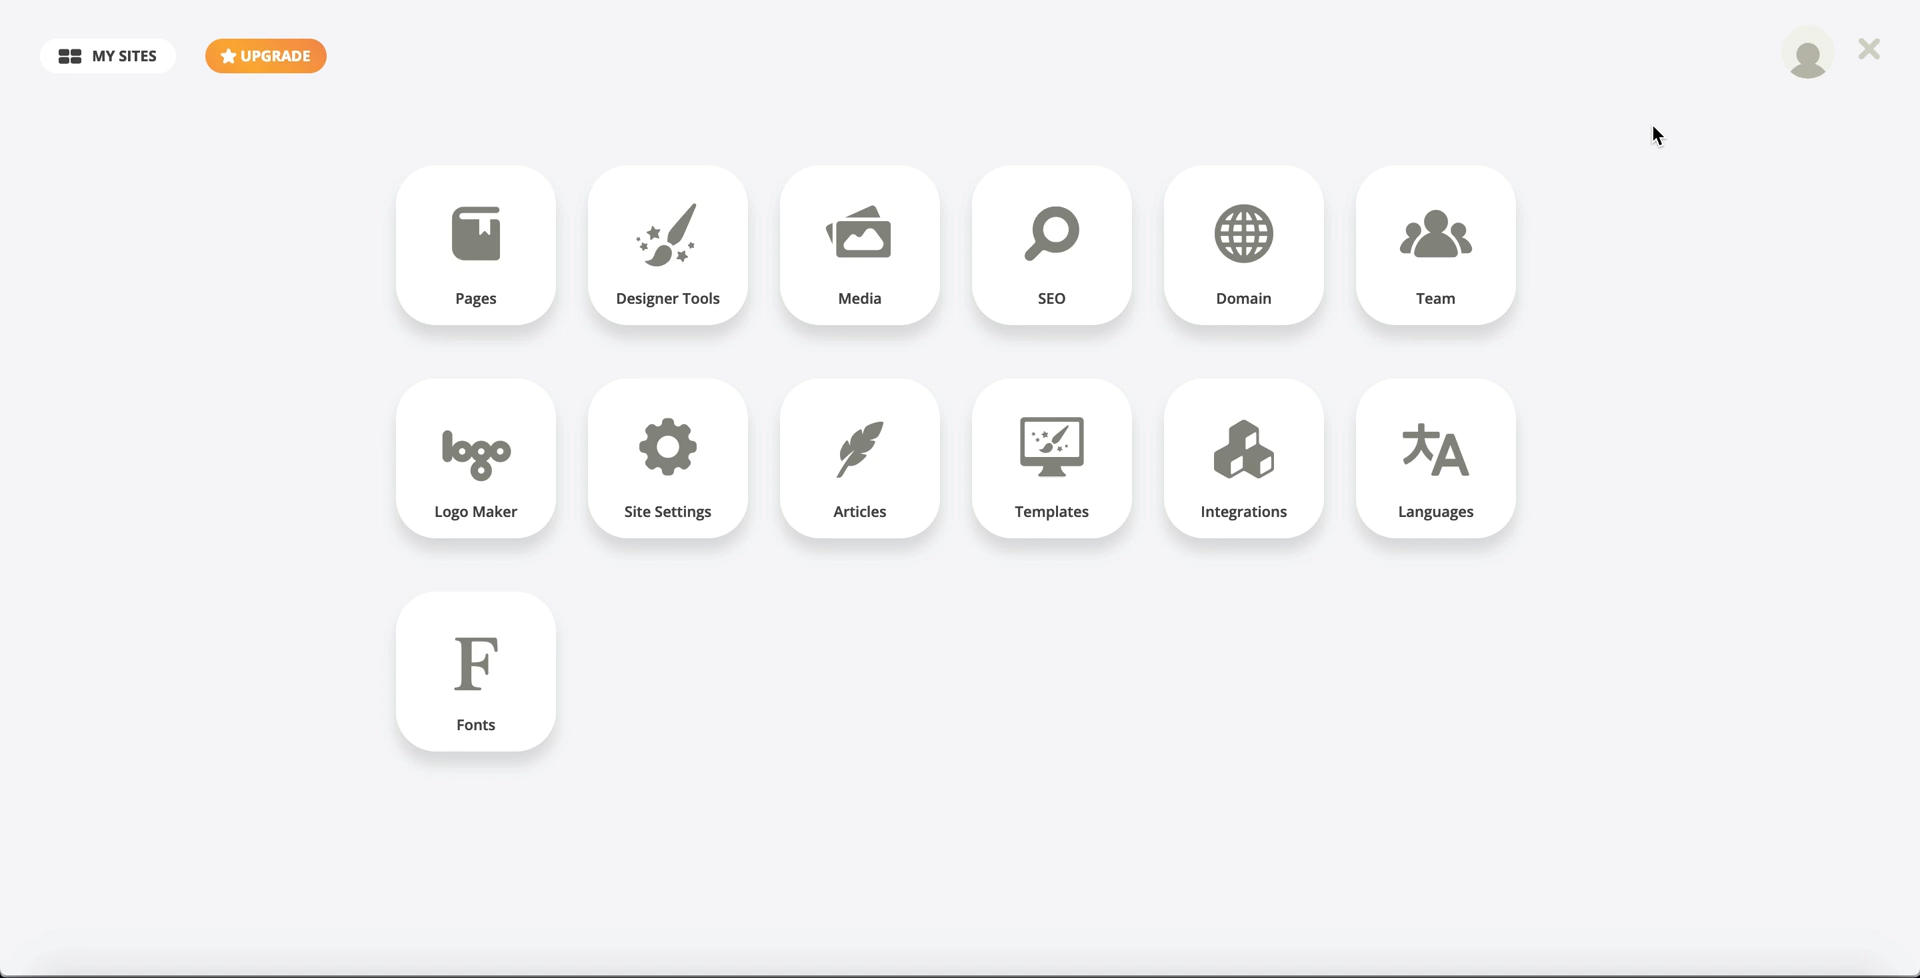 MY SITES
UPGRADE
Pages
Designer Tools
Media
SEO
Domain
Team
logo
Logo Maker
Site Settings
Articles
Templates
大A
Integrations
Languages
F
Fonts